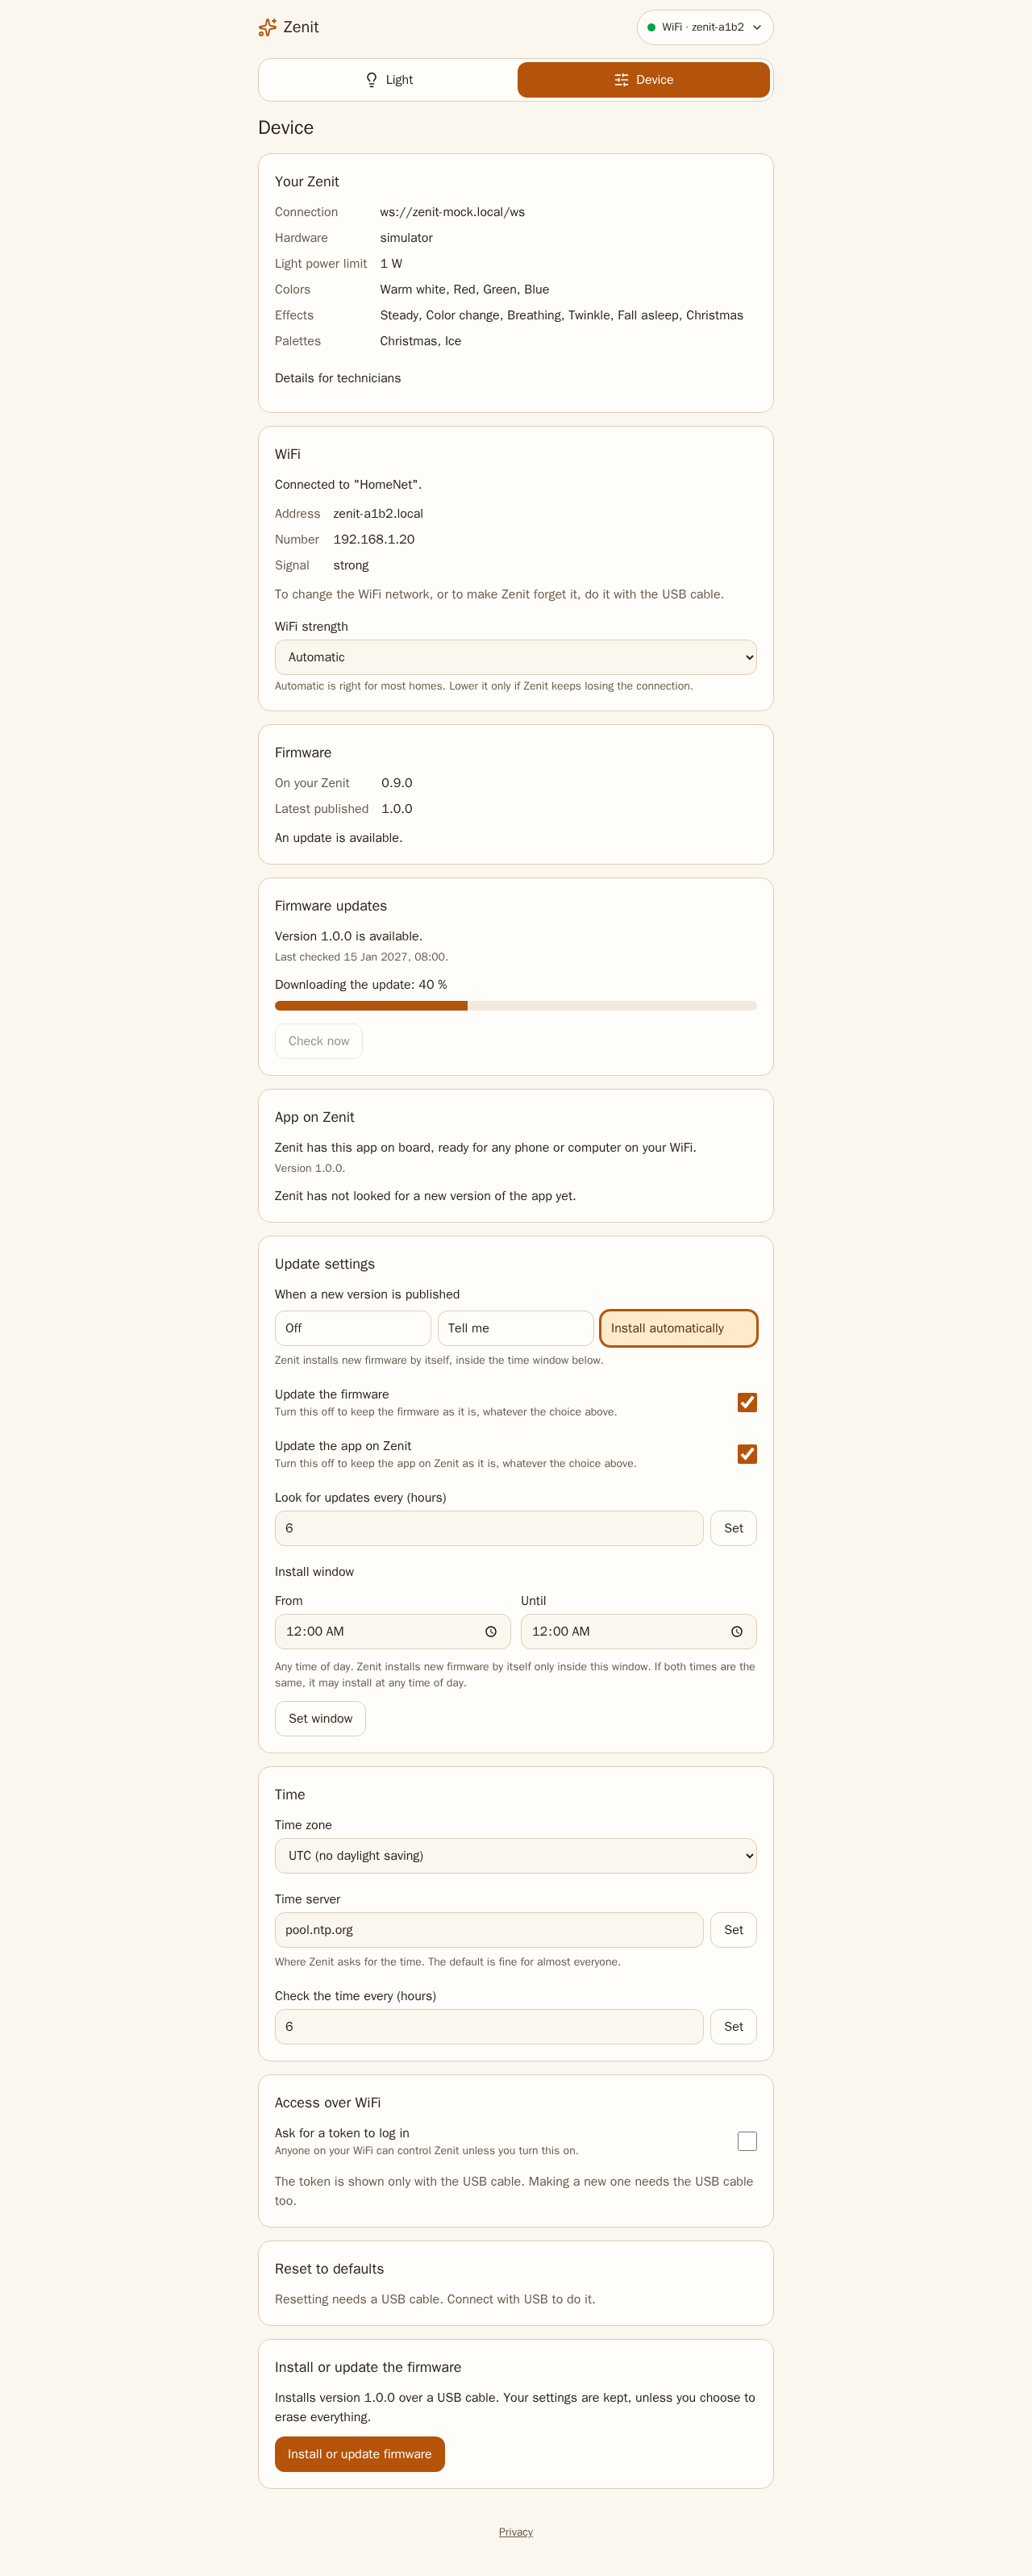 Zenit
WiFi · zenit-a1b2
Light
Device
Device
Your Zenit
Connection ws://zenit-mock.local/ws
Hardware simulator
Light power limit 1 W
Colors Warm white, Red, Green, Blue
Effects Steady, Color change, Breathing, Twinkle, Fall asleep, Christmas
Palettes Christmas, Ice
Details for technicians
WiFi
Connected to "HomeNet".
Address zenit-a1b2.local
Number 192.168.1.20
Signal strong
To change the WiFi network, or to make Zenit forget it, do it with the USB cable.
WiFi strength
Automatic
Automatic is right for most homes. Lower it only if Zenit keeps losing the connection.
Firmware
On your Zenit 0.9.0
Latest published 1.0.0
An update is available.
Firmware updates
Version 1.0.0 is available.
Last checked 15 Jan 2027, 08:00.
Downloading the update: 40 %
Check now
App on Zenit
Zenit has this app on board, ready for any phone or computer on your WiFi.
Version 1.0.0.
Zenit has not looked for a new version of the app yet.
Update settings
When a new version is published
Off
Tell me
Install automatically
Zenit installs new firmware by itself, inside the time window below.
Update the firmware
Turn this off to keep the firmware as it is, whatever the choice above.
Update the app on Zenit
Turn this off to keep the app on Zenit as it is, whatever the choice above.
Look for updates every (hours)
6
Set
Install window
From
Until
12:00 AM
12:00 AM
Any time of day. Zenit installs new firmware by itself only inside this window. If both times are the
same, it may install at any time of day.
Set window
Time
Time zone
UTC (no daylight saving)
Time server
pool.ntp.org
Set
Where Zenit asks for the time. The default is fine for almost everyone.
Check the time every (hours)
6
Set
Access over WiFi
Ask for a token to log in
Anyone on your WiFi can control Zenit unless you turn this on.
The token is shown only with the USB cable. Making a new one needs the USB cable
too.
Reset to defaults
Resetting needs a USB cable. Connect with USB to do it.
Install or update the firmware
Installs version 1.0.0 over a USB cable. Your settings are kept, unless you choose to
erase everything.
Install or update firmware
Privacy